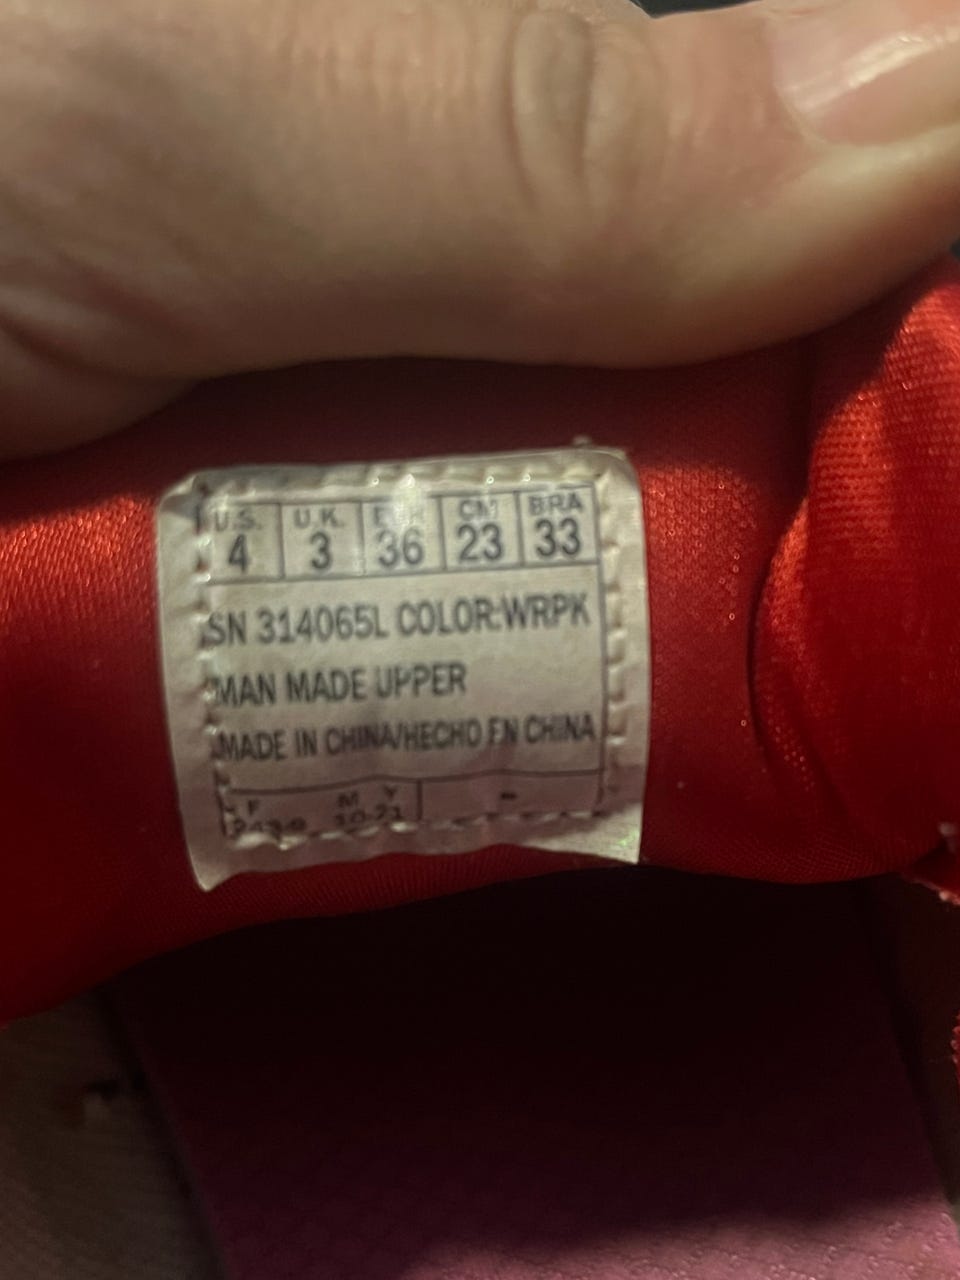 U.S. U.K. EUR CM BRA
4 3 36 23 33
SN 314065L COLOR:WRPK
MAN MADE UPPER
MADE IN CHINA/HECHO EN CHINA
F M Y
10-21